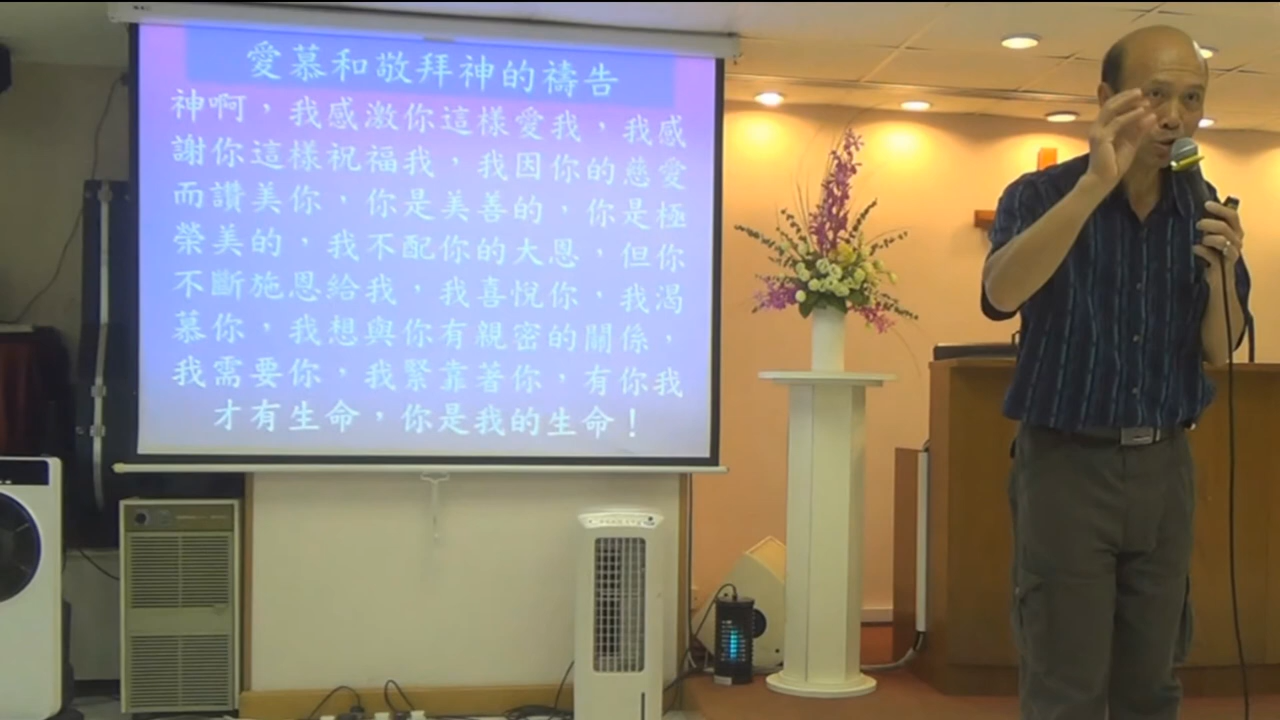 愛慕和敬拜神的禱告
神啊，我感激你這樣愛我，我感
謝你這樣祝福我，我因你的慈愛
而讚美你，你是美善的，你是極
榮美的，我不配你的大恩，但你
不斷施恩給我，我喜悅你，我渴
慕你，我想與你有親密的關係，
我需要你，我緊靠著你，有你我
才有生命，你是我的生命！